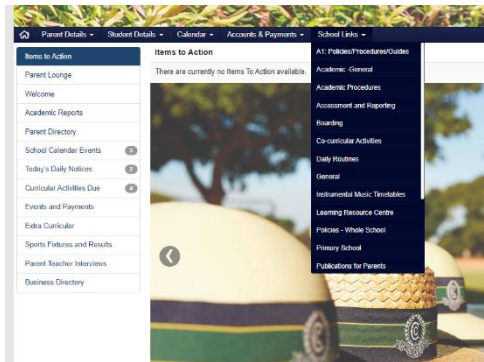 Parent Details
Student Details
Calendar
Accounts & Payments
School Links
Items to Action
Parent Lounge
Welcome
Academic Reports
Parent Directory
School Calendar Events 3
Today's Daily Notices 2
Curricular Activities Due 4
Events and Payments
Extra Curricular
Sports Fixtures and Results
Parent Teacher Interviews
Business Directory
Items to Action
There are currently no Items To Action available.
A1: Policies/Procedures/Guides
Academic -General
Academic Procedures
Assessment and Reporting
Boarding
Co-curricular Activities
Daily Routines
General
Instrumental Music Timetables
Learning Resource Centre
Policies - Whole School
Primary School
Publications for Parents